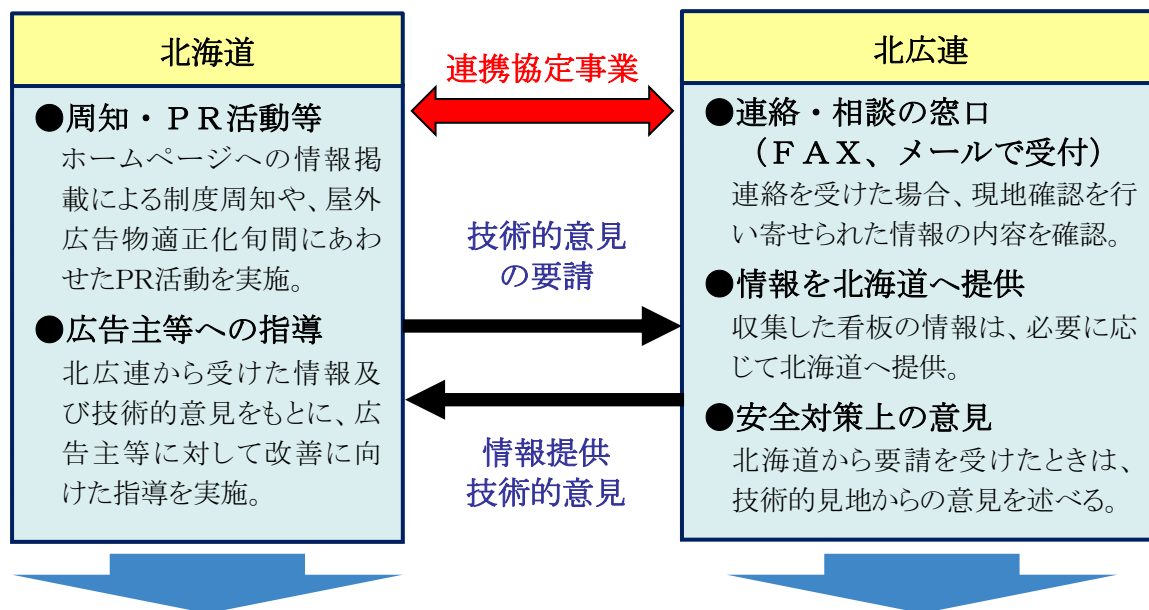 北海道
●周知・ＰＲ活動等
ホームページへの情報掲
載による制度周知や、屋外
広告物適正化旬間にあわ
せたPR活動を実施。
●広告主等への指導
北広連から受けた情報及
び技術的意見をもとに、広
告主等に対して改善に向
けた指導を実施。
連携協定事業
技術的意見
の要請
情報提供
技術的意見
北広連
●連絡・相談の窓口
（ＦＡＸ、メールで受付）
連絡を受けた場合、現地確認を行
い寄せられた情報の内容を確認。
●情報を北海道へ提供
収集した看板の情報は、必要に応
じて北海道へ提供。
●安全対策上の意見
北海道から要請を受けたときは、
技術的見地からの意見を述べる。